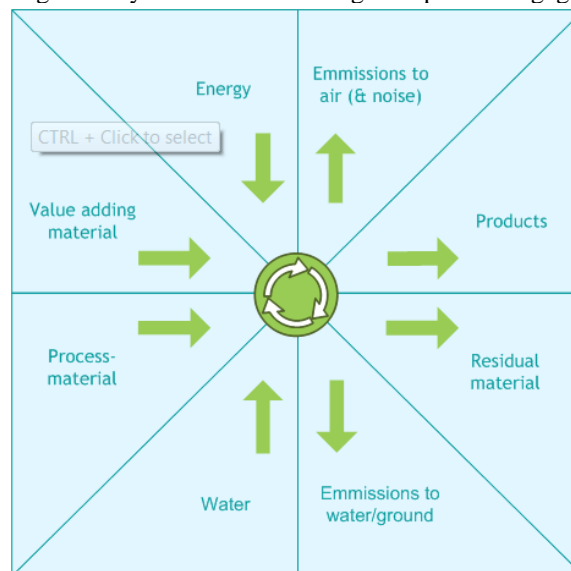 Energy
Emmissions to
air (& noise)
CTRL + Click to select
Value adding
material
Products
Process-
material
Residual
material
Water
Emmissions to
water/ground